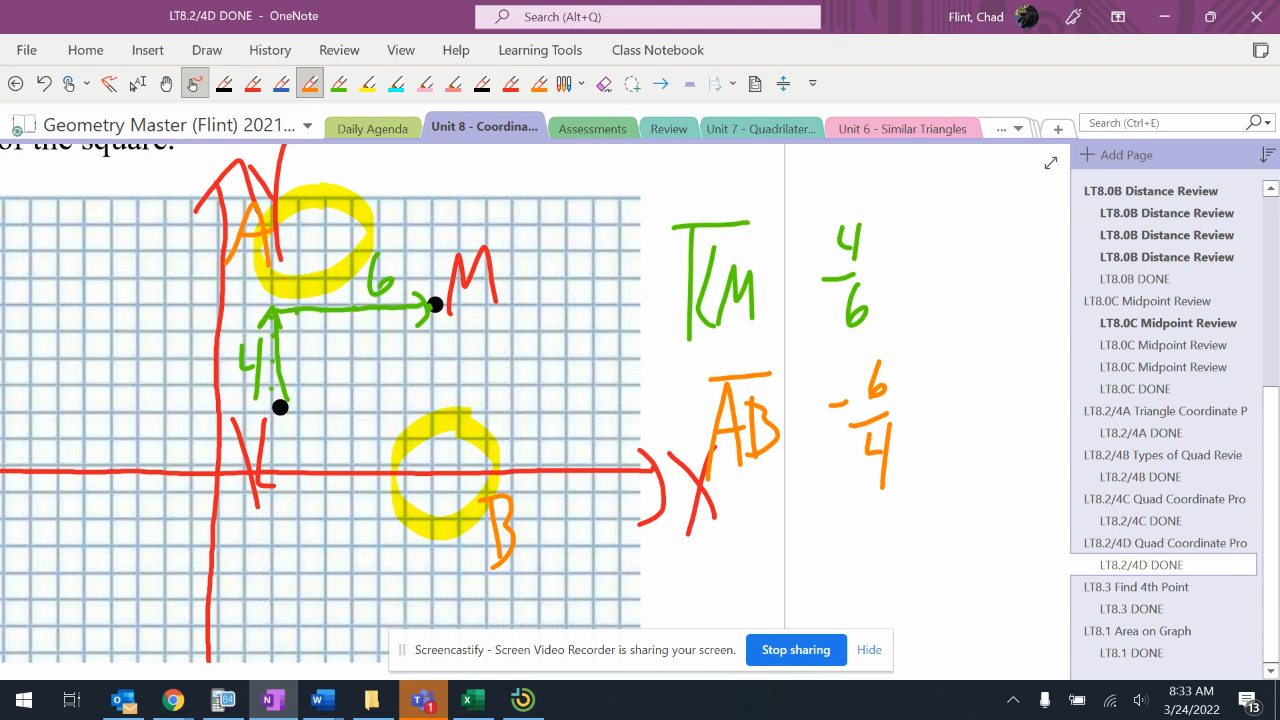 LT8.2/4D DONE - OneNote
Search (Alt+Q)
Flint, Chad
File Home Insert Draw History Review View Help Learning Tools Class Notebook
Geometry Master (Flint) 2021...
Daily Agenda
Unit 8 - Coordina...
Assessments
Review
Unit 7 - Quadrilater...
Unit 6 - Similar Triangles
...
Search (Ctrl+E)
of the square.
Add Page
LT8.0B Distance Review
LT8.0B Distance Review
LT8.0B Distance Review
LT8.0B Distance Review
LT8.0B DONE
LT8.0C Midpoint Review
LT8.0C Midpoint Review
LT8.0C Midpoint Review
LT8.0C Midpoint Review
LT8.0C DONE
LT8.2/4A Triangle Coordinate P
LT8.2/4A DONE
LT8.2/4B Types of Quad Revie
LT8.2/4B DONE
LT8.2/4C Quad Coordinate Pro
LT8.2/4C DONE
LT8.2/4D Quad Coordinate Pro
LT8.2/4D DONE
LT8.3 Find 4th Point
LT8.3 DONE
LT8.1 Area on Graph
LT8.1 DONE
A
6
M
4
K
B
X
KM
4
6
AB
- 6
4
Screencastify - Screen Video Recorder is sharing your screen.
Stop sharing
Hide
84
1
8:33 AM
3/24/2022
13